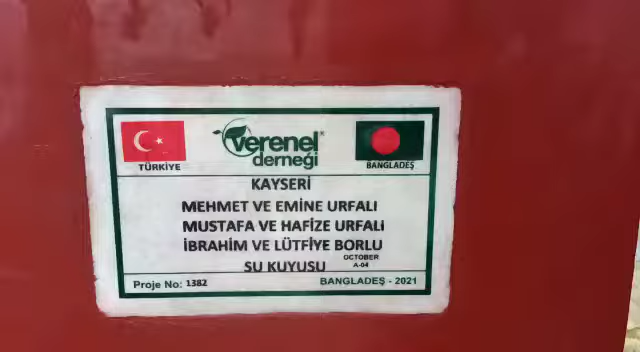 verenel®
derneği
TÜRKİYE
BANGLADEŞ
KAYSERİ
MEHMET VE EMİNE URFALI
MUSTAFA VE HAFİZE URFALI
İBRAHİM VE LÜTFİYE BORLU
SU KUYUSU
OCTOBER
A-04
Proje No: 1382
BANGLADEŞ - 2021